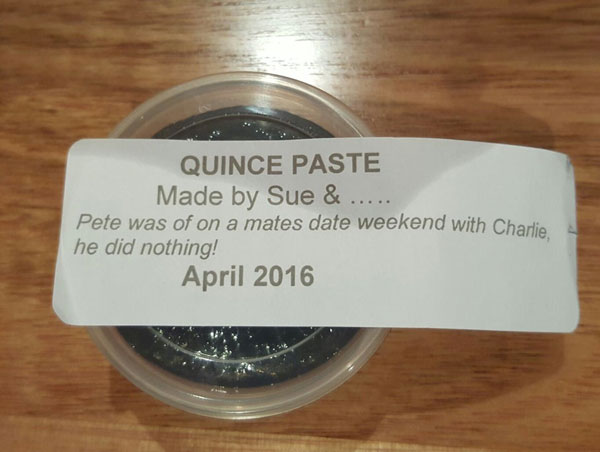 QUINCE PASTE
Made by Sue & .....
Pete was of on a mates date weekend with Charlie,
he did nothing!
April 2016